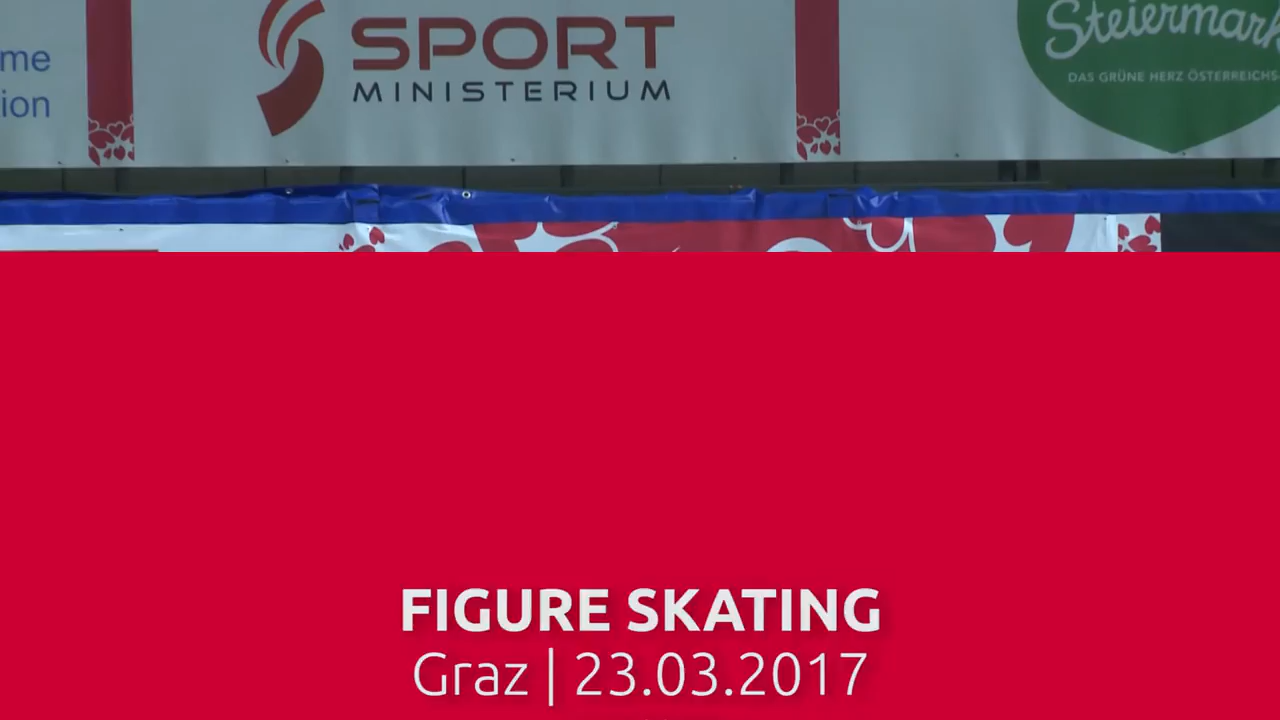 me
ion
SPORT
MINISTERIUM
Steiermark
DAS GRÜNE HERZ ÖSTERREICHS
FIGURE SKATING
Graz | 23.03.2017